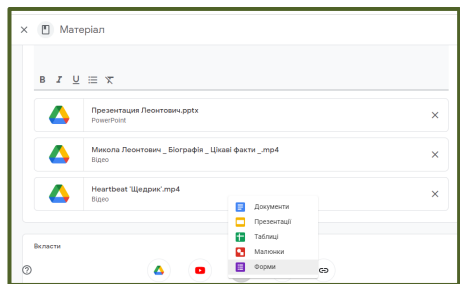 Матеріал
B I U
Презентация Леонтович.pptx
PowerPoint
Микола Леонтович _ Біографія _ Цікаві факти _.mp4
Відео
Heartbeat 'Щедрик'.mp4
Відео
Документи
Презентації
Таблиці
Малюнки
Форми
Вкласти